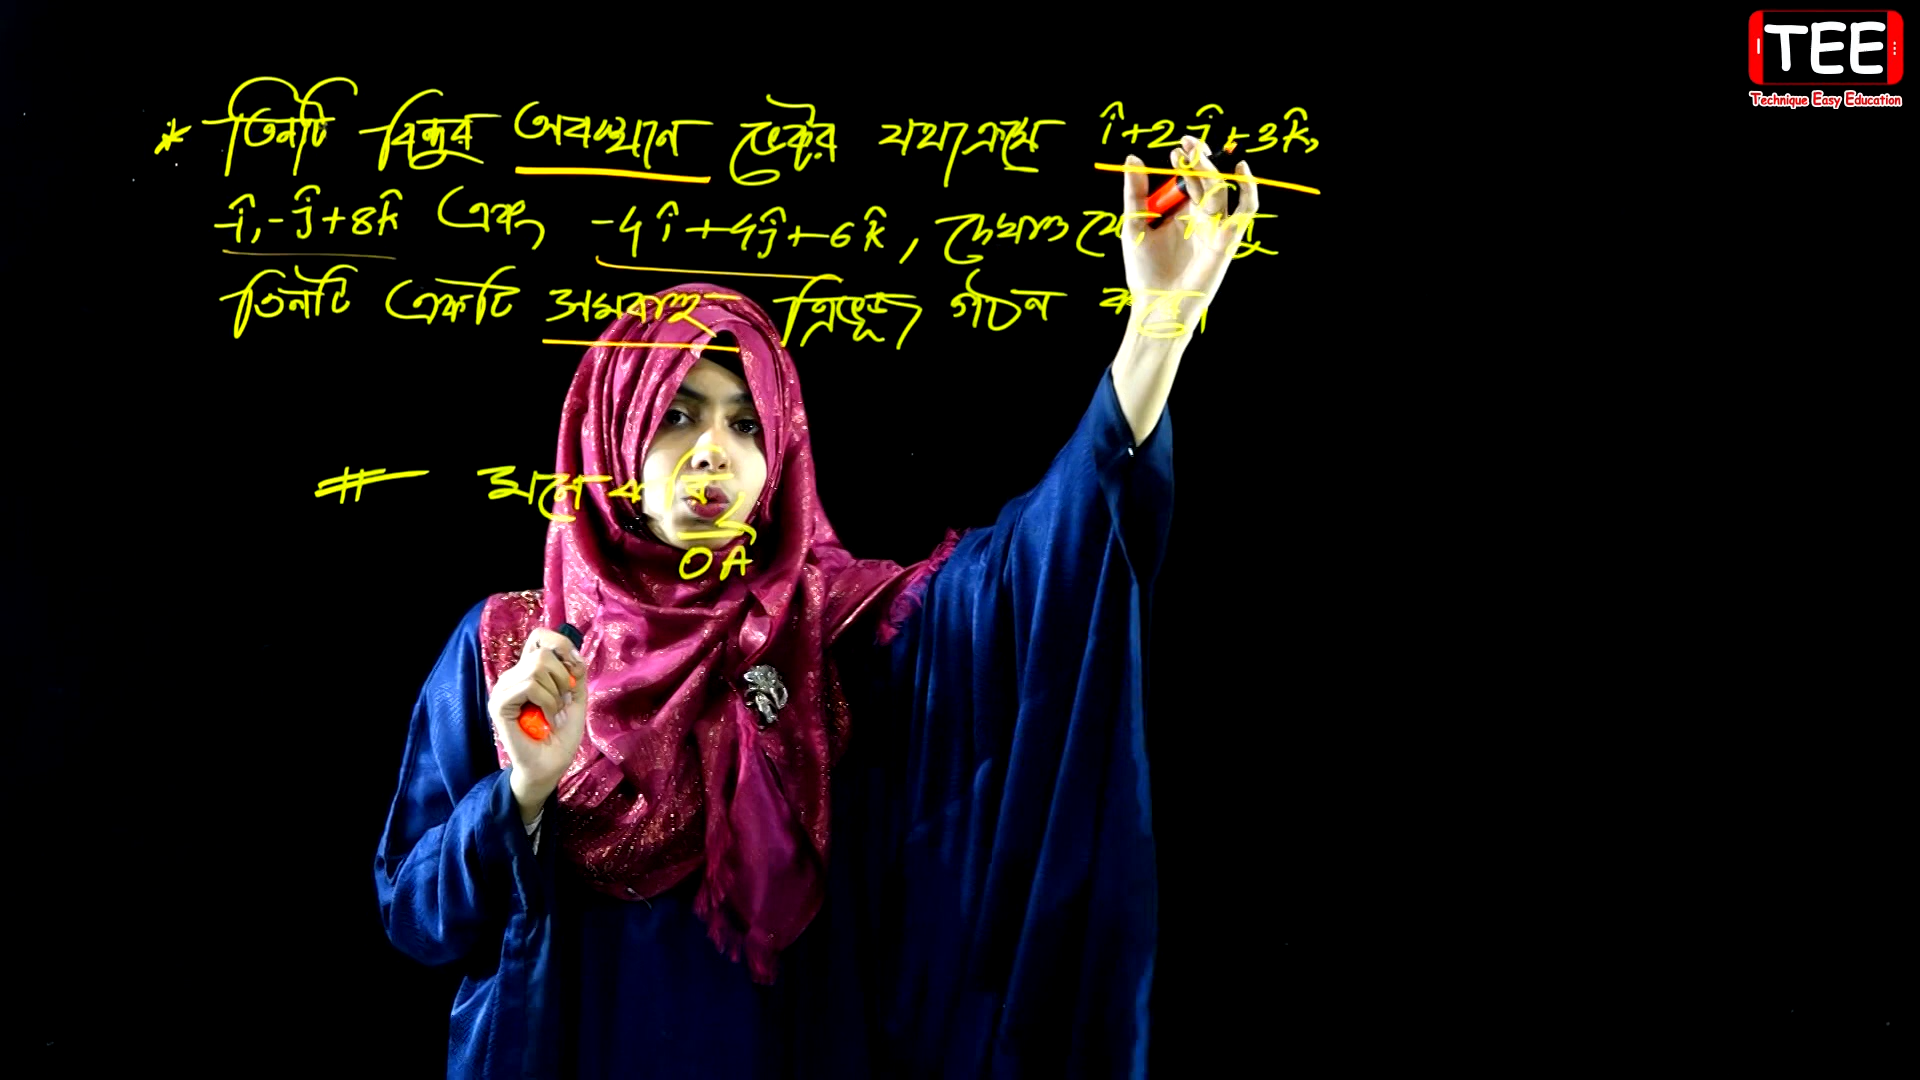 TEE
Technique Easy Education
* তিনটি বিন্দুর অবস্থান ভেক্টর যথাক্রমে î+2ĵ+3k̂,
-î,-ĵ+8k̂ এবং -4î+4ĵ+6k̂, দেখাও যে, বিন্দু
তিনটি একটি সমবাহু ত্রিভূজ গঠন করে।
# মনে করি
OA